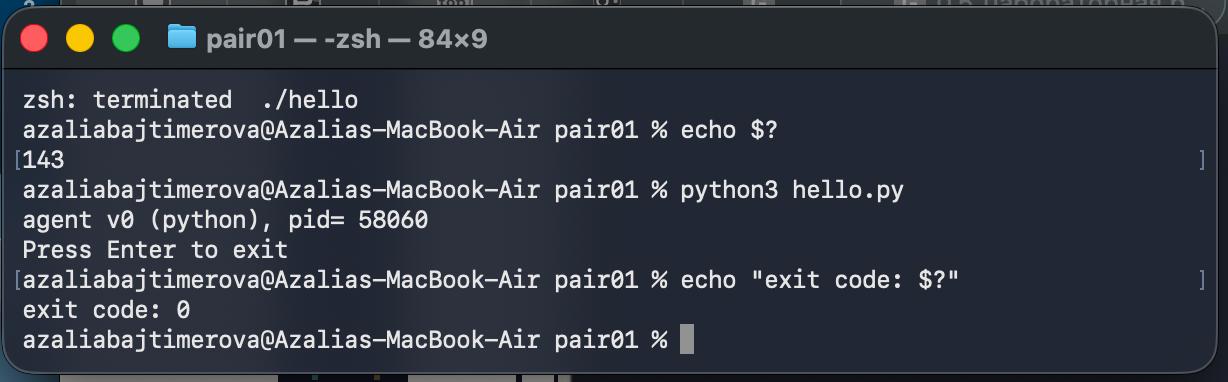 pair01 — -zsh — 84×9
zsh: terminated  ./hello
azaliabajtimerova@Azalias-MacBook-Air pair01 % echo $?
[143 ]
azaliabajtimerova@Azalias-MacBook-Air pair01 % python3 hello.py
agent v0 (python), pid= 58060
Press Enter to exit
[azaliabajtimerova@Azalias-MacBook-Air pair01 % echo "exit code: $?" ]
exit code: 0
azaliabajtimerova@Azalias-MacBook-Air pair01 %